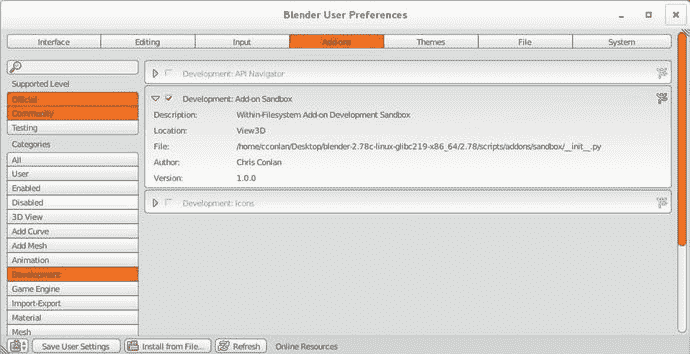 Blender User Preferences
Interface
Editing
Input
Add-ons
Themes
File
System
Supported Level
Official
Community
Testing
Categories
All
User
Enabled
Disabled
3D View
Add Curve
Add Mesh
Animation
Development
Game Engine
Import-Export
Material
Mesh
Development: API Navigator
Development: Add-on Sandbox
Description: Within-Filesystem Add-on Development Sandbox
Location: View3D
File: /home/cconlan/Desktop/blender-2.78c-linux-glibc219-x86_64/2.78/scripts/addons/sandbox/__init__.py
Author: Chris Conlan
Version: 1.0.0
Development: Icons
Save User Settings
Install from File...
Refresh
Online Resources